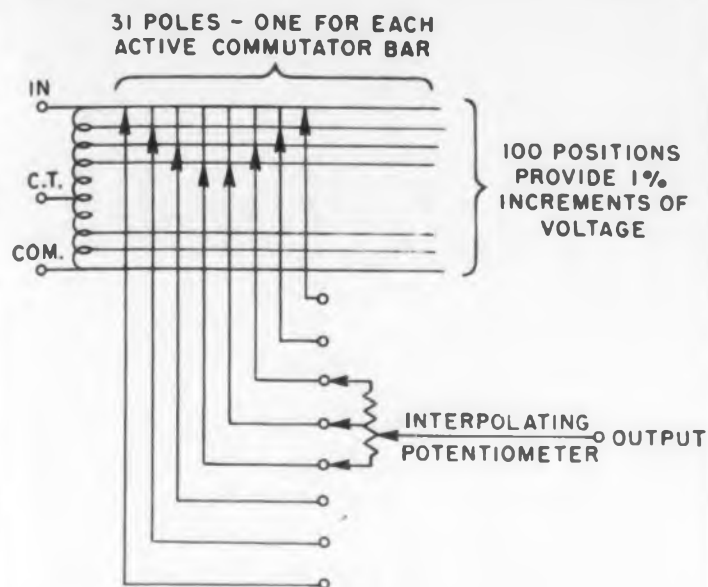 31 POLES - ONE FOR EACH
ACTIVE COMMUTATOR BAR
IN
C.T.
COM.
100 POSITIONS
PROVIDE 1%
INCREMENTS OF
VOLTAGE
INTERPOLATING
POTENTIOMETER
OUTPUT